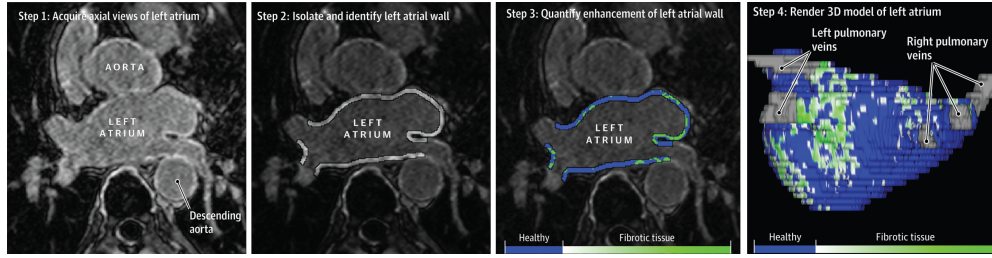 Step 1: Acquire axial views of left atrium
AORTA
LEFT
ATRIUM
Descending
aorta
Step 2: Isolate and identify left atrial wall
LEFT
ATRIUM
Step 3: Quantify enhancement of left atrial wall
LEFT
ATRIUM
Healthy
Fibrotic tissue
Step 4: Render 3D model of left atrium
Left pulmonary
veins
Right pulmonary
veins
Healthy
Fibrotic tissue